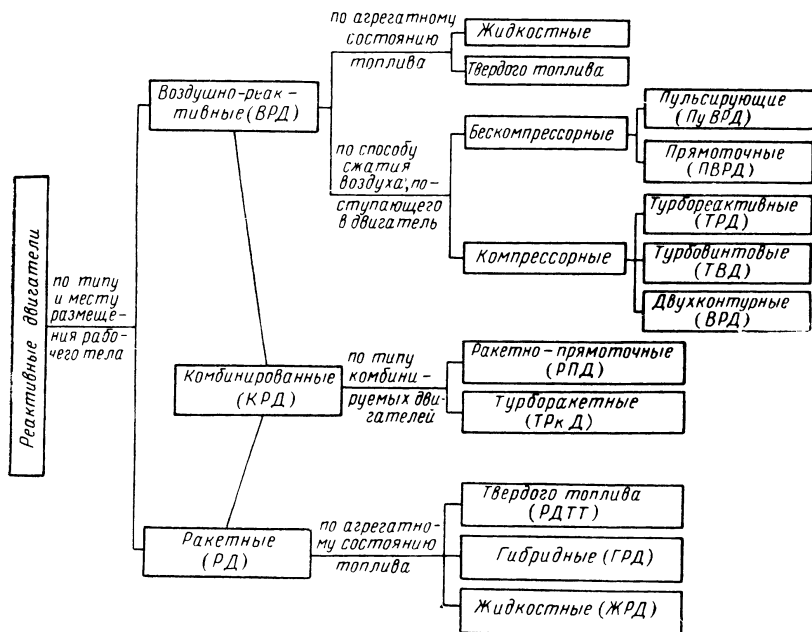 Реактивные двигатели
по типу
и месту
размеще-
ния рабо-
чего тела
Воздушно-реак-
тивные (ВРД)
по агрегатному
состоянию
топлива
Жидкостные
Твердого топлива
по способу
сжатия
воздуха, по-
ступающего
в двигатель
Бескомпрессорные
Пульсирующие
(ПуВРД)
Прямоточные
(ПВРД)
Компрессорные
Турбореактивные
(ТРД)
Турбовинтовые
(ТВД)
Двухконтурные
(ВРД)
Комбинированные
(КРД)
по типу
комбини-
руемых дви-
гателей
Ракетно-прямоточные
(РПД)
Турборакетные
(ТРкД)
Ракетные
(РД)
по агрегатно-
му состоянию
топлива
Твердого топлива
(РДТТ)
Гибридные (ГРД)
Жидкостные (ЖРД)